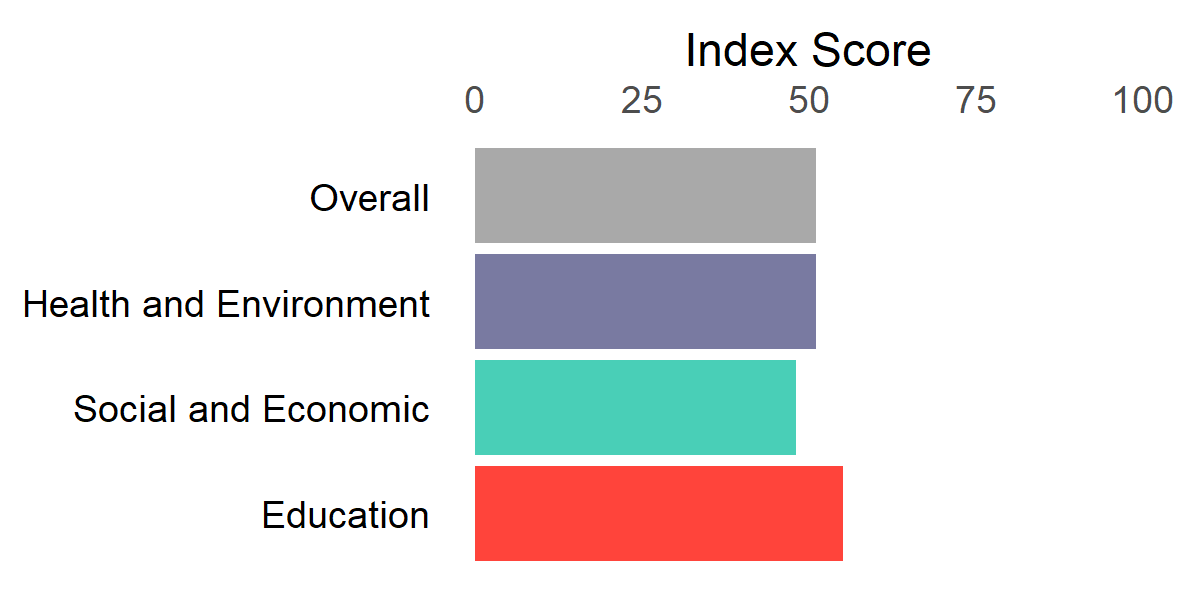 Index Score
0 25 50 75 100
Overall
Health and Environment
Social and Economic
Education